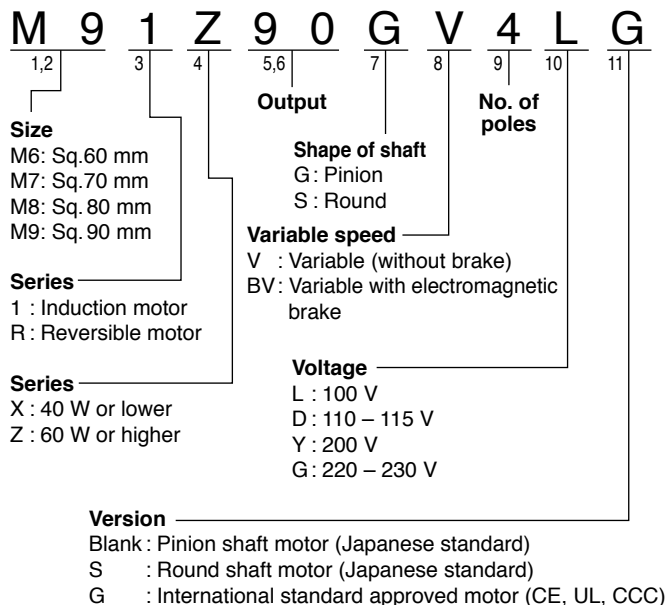 M 9 1 Z 9 0 G V 4 L G
1,2 3 4 5,6 7 8 9 10 11
Output
No. of
poles
Size
M6: Sq.60 mm
M7: Sq.70 mm
M8: Sq.80 mm
M9: Sq.90 mm
Shape of shaft
G : Pinion
S : Round
Variable speed
V : Variable (without brake)
BV : Variable with electromagnetic
brake
Series
1 : Induction motor
R : Reversible motor
Series
X : 40 W or lower
Z : 60 W or higher
Voltage
L : 100 V
D : 110 – 115 V
Y : 200 V
G : 220 – 230 V
Version
Blank : Pinion shaft motor (Japanese standard)
S : Round shaft motor (Japanese standard)
G : International standard approved motor (CE, UL, CCC)